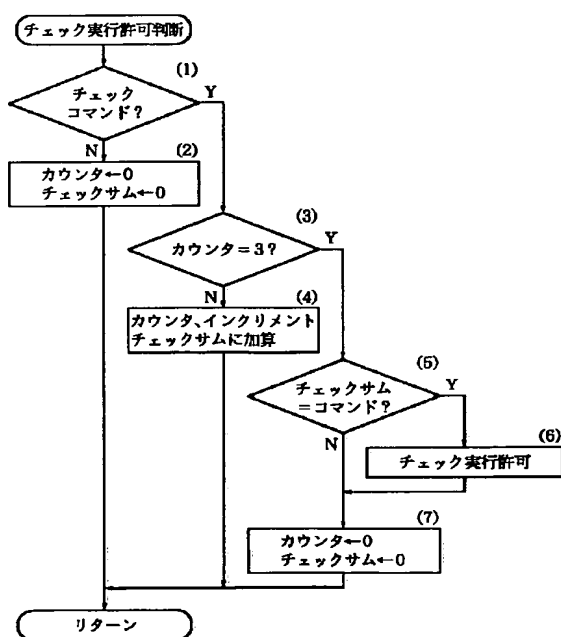 チェック実行許可判断
(1)
チェック
コマンド?
Y
N
(2)
カウンタ←0
チェックサム←0
(3)
カウンタ=3?
Y
N
(4)
カウンタ、インクリメント
チェックサムに加算
(5)
チェックサム
=コマンド?
Y
N
(6)
チェック実行許可
(7)
カウンタ←0
チェックサム←0
リターン